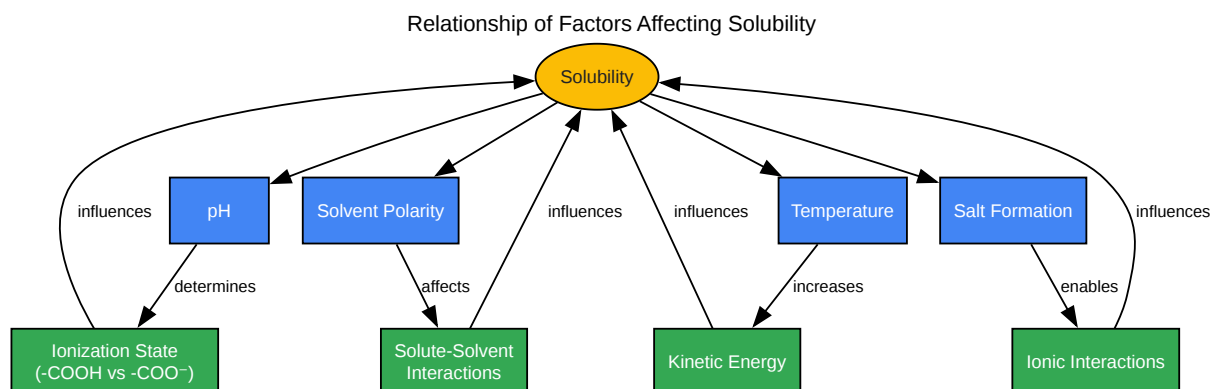 Relationship of Factors Affecting Solubility
Solubility
pH
Solvent Polarity
Temperature
Salt Formation
influences
influences
influences
influences
determines
affects
increases
enables
Ionization State
(-COOH vs -COO⁻)
Solute-Solvent
Interactions
Kinetic Energy
Ionic Interactions